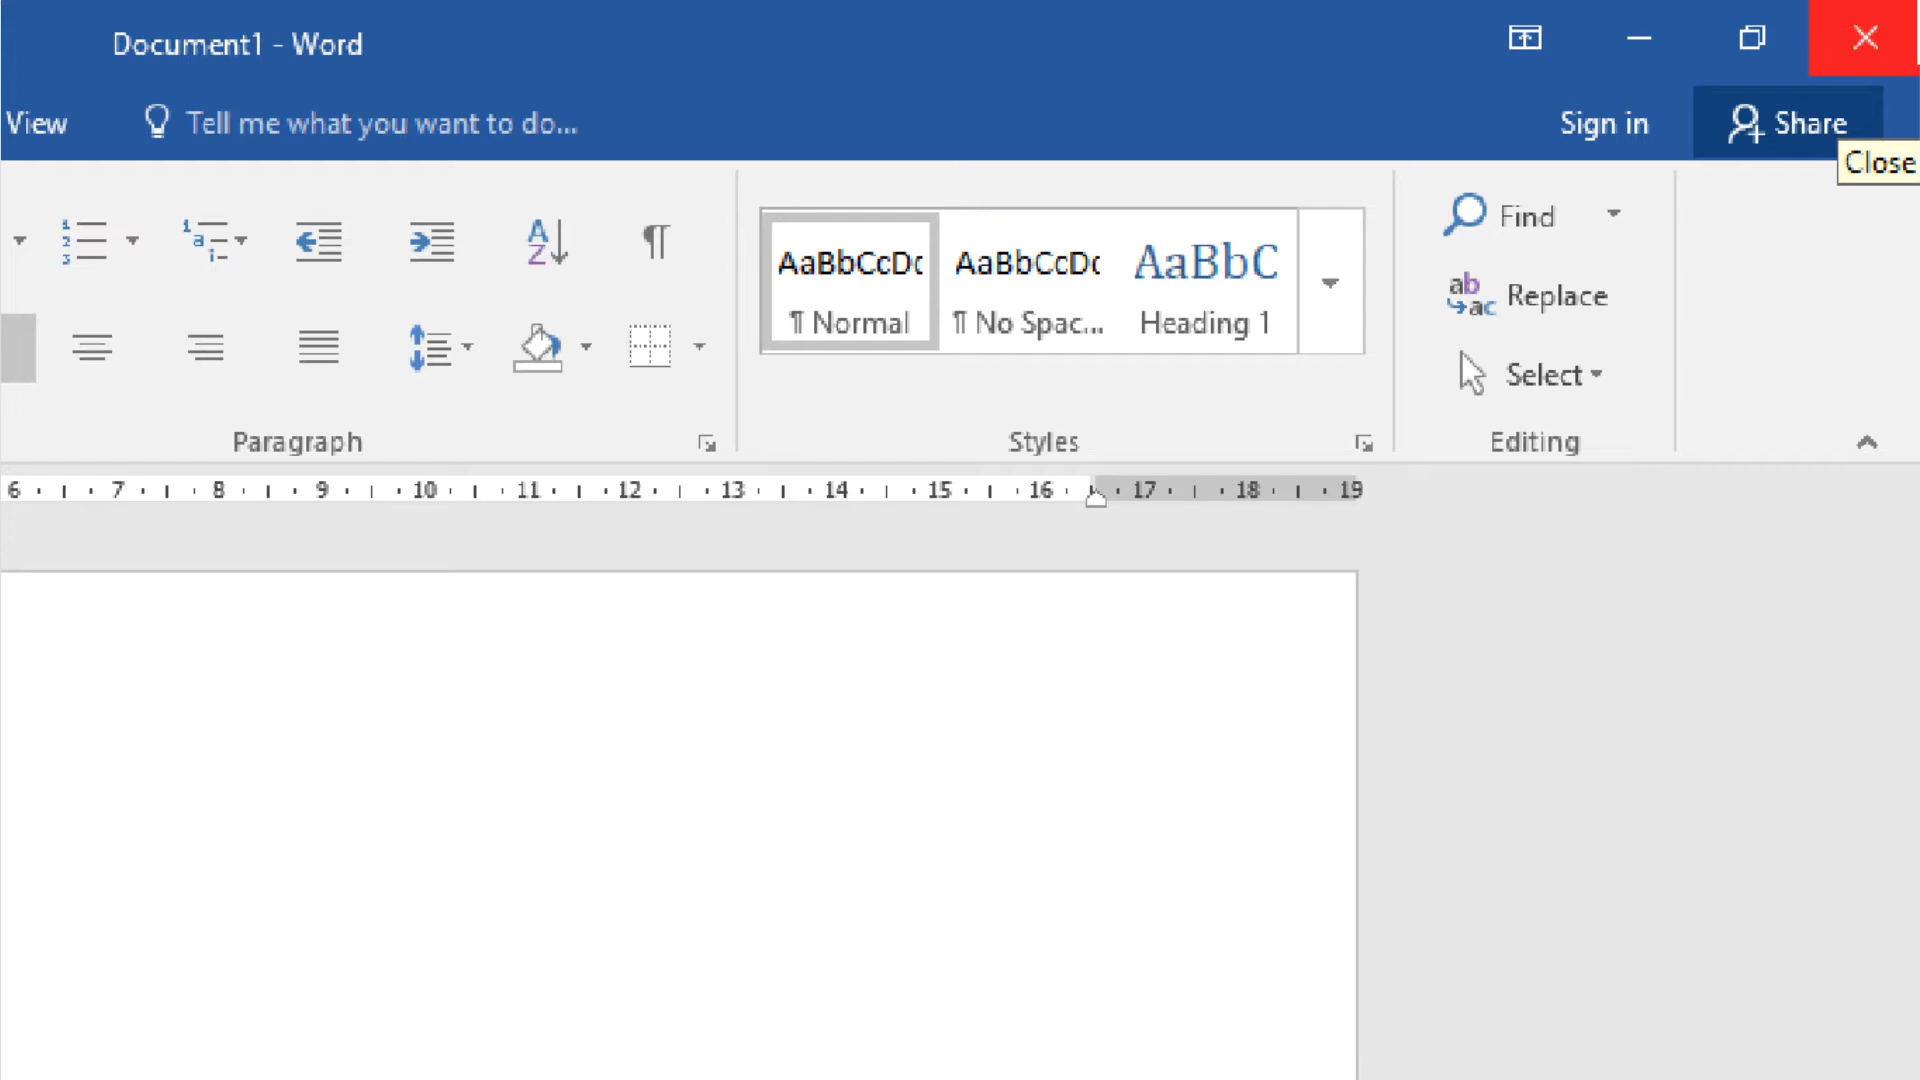 Document1 - Word
View
Tell me what you want to do...
Sign in
Share
Close
AaBbCcDc
AaBbCcDc
AaBbC
¶ Normal
¶ No Spac...
Heading 1
Find
Replace
Select
Paragraph
Styles
Editing
6 7 8 9 10 11 12 13 14 15 16 17 18 19